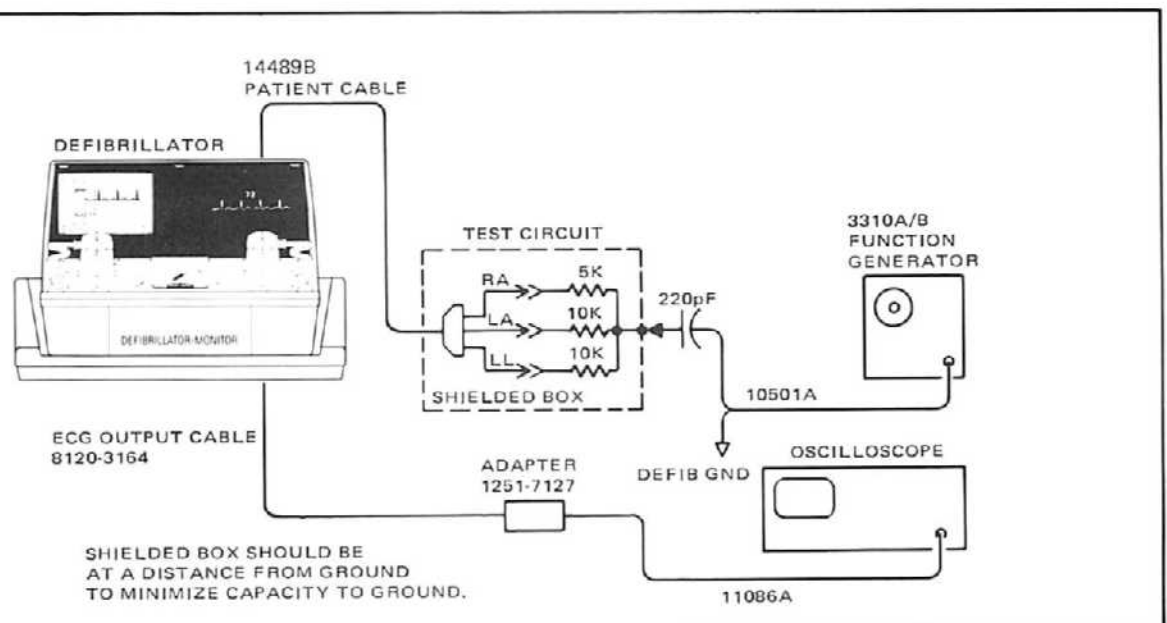 14489B
PATIENT CABLE
DEFIBRILLATOR
DEFIBRILLATOR-MONITOR
TEST CIRCUIT
RA
5K
LA
10K
LL
10K
SHIELDED BOX
220pF
3310A/B
FUNCTION
GENERATOR
10501A
DEFIB GND
ECG OUTPUT CABLE
8120-3164
ADAPTER
1251-7127
OSCILLOSCOPE
11086A
SHIELDED BOX SHOULD BE
AT A DISTANCE FROM GROUND
TO MINIMIZE CAPACITY TO GROUND.